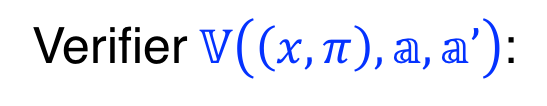 Verifier 𝕍((𝑥, 𝜋), 𝕒, 𝕒’):